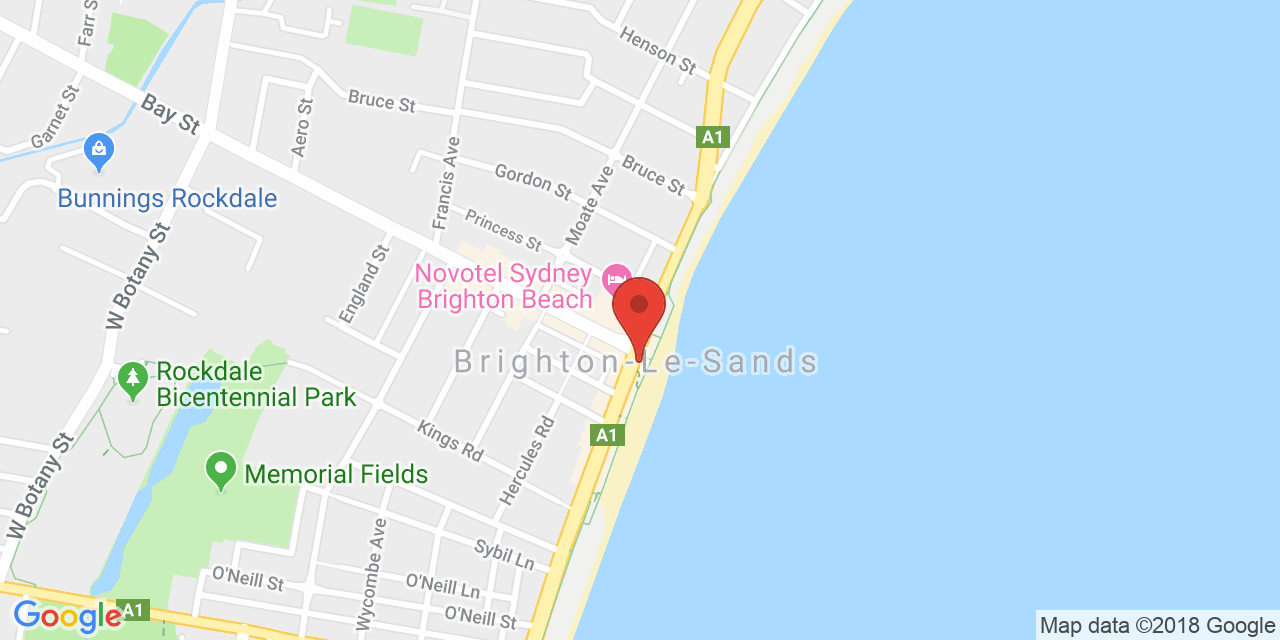 Farr St
Henson St
Garnet St
Bay St
Aero St
Bruce St
A1
Bunnings Rockdale
Francis Ave
Gordon St
Bruce St
Moate Ave
Princess St
W Botany St
England St
Novotel Sydney
Brighton Beach
Brighton-Le-Sands
Rockdale
Bicentennial Park
Kings Rd
A1
Hercules Rd
W Botany St
Memorial Fields
Wycombe Ave
Sybil Ln
O'Neill St
O'Neill Ln
O'Neill St
Google
A1
Map data ©2018 Google